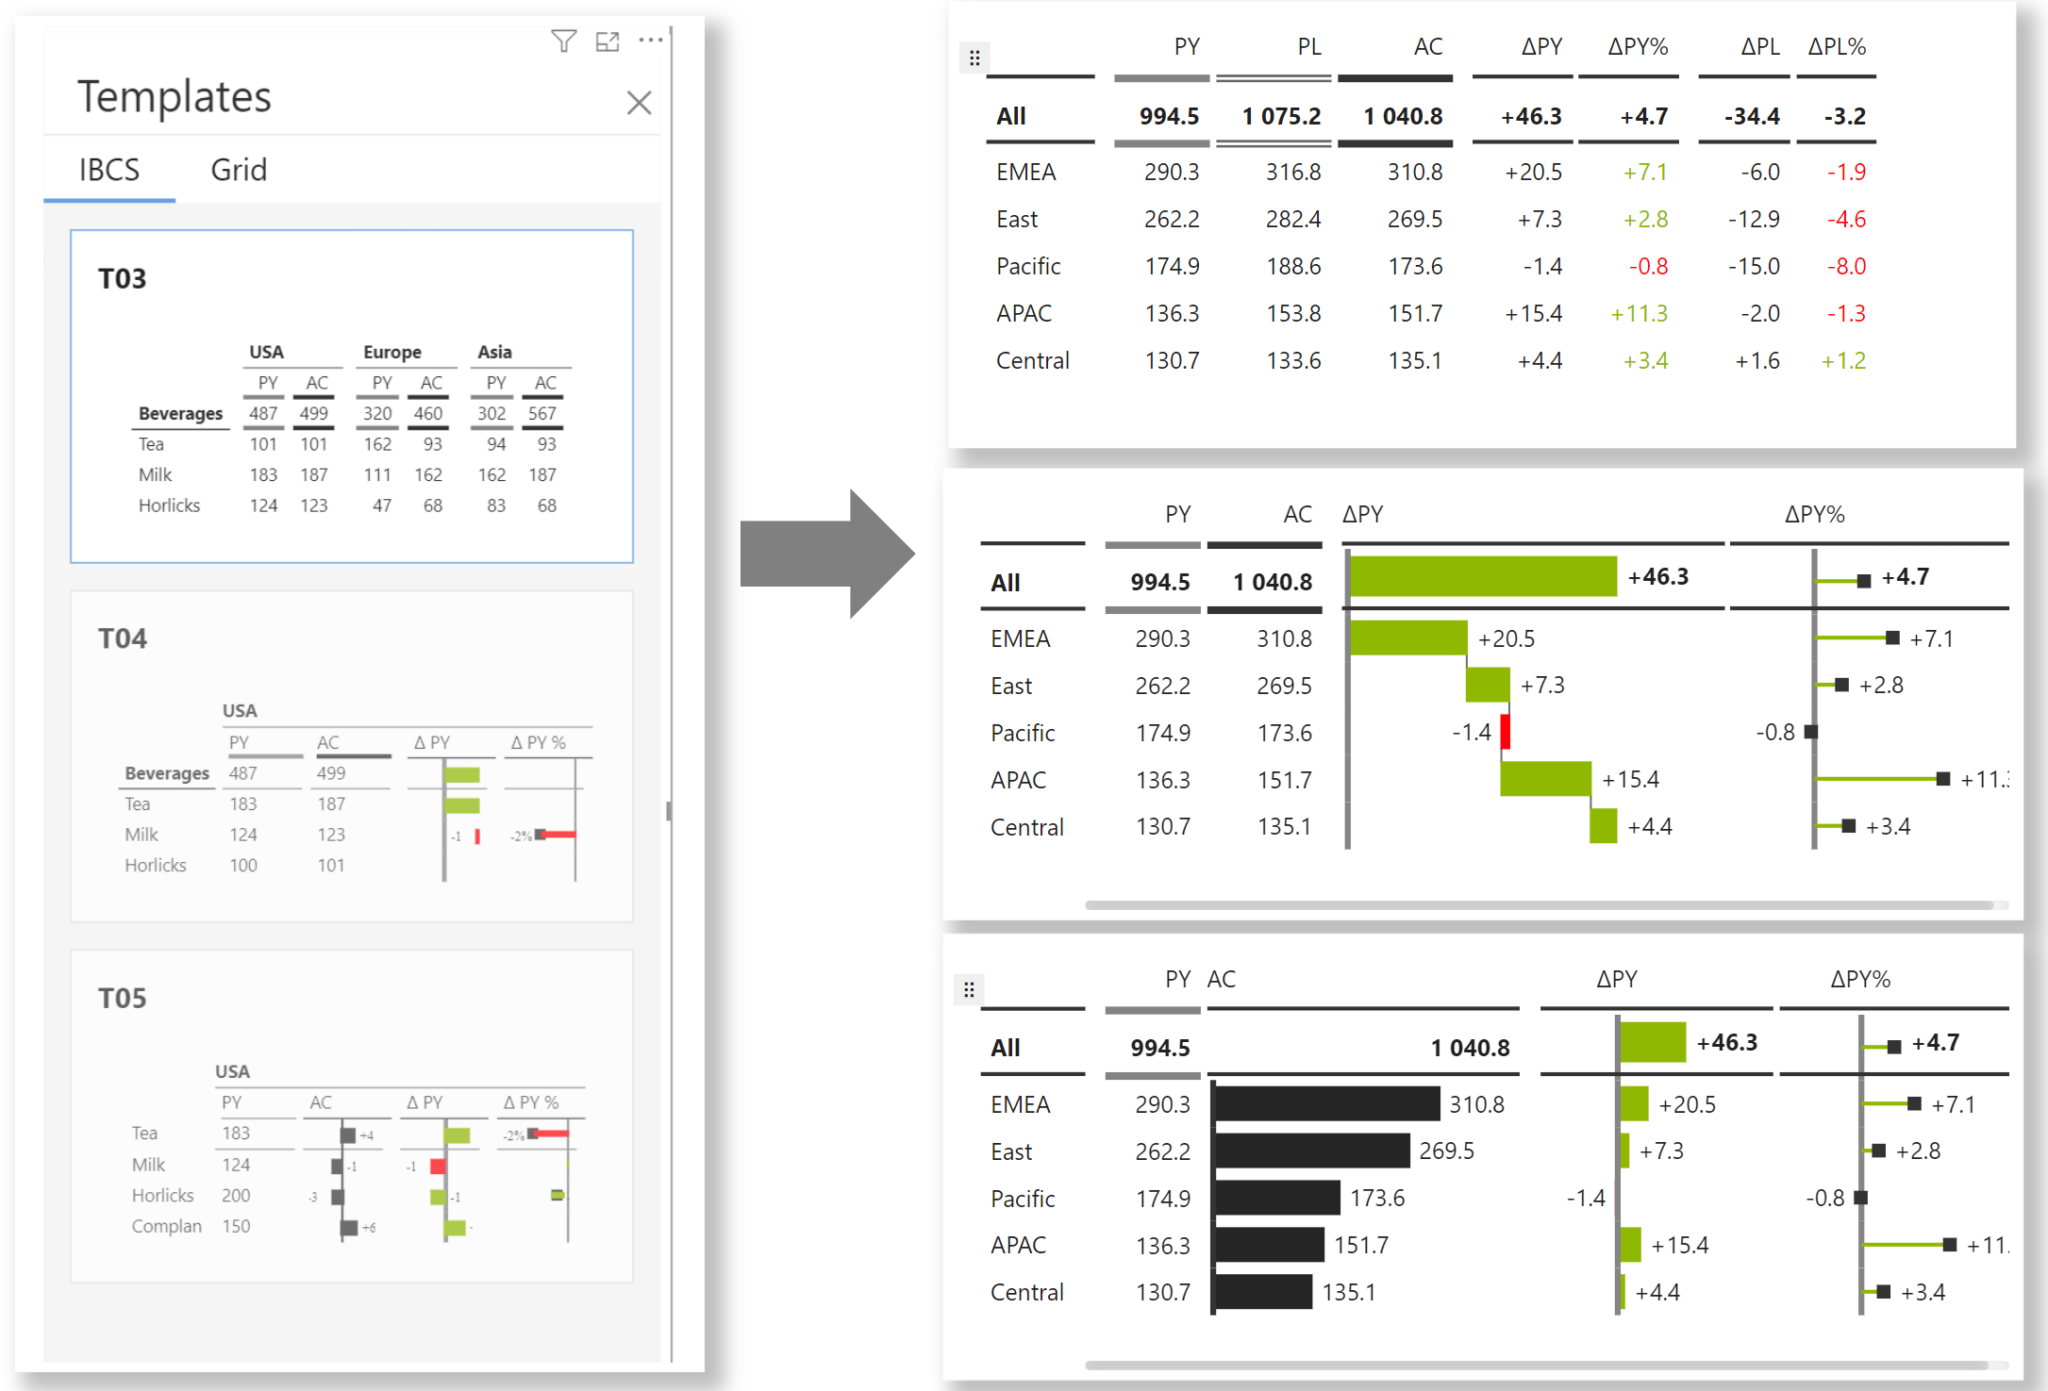 Templates
IBCS Grid
T03
USA Europe Asia
PY AC PY AC PY AC
Beverages 487 499 320 460 302 567
Tea 101 101 162 93 94 93
Milk 183 187 111 162 162 187
Horlicks 124 123 47 68 83 68
T04
USA
PY AC Δ PY Δ PY %
Beverages 487 499
Tea 183 187
Milk 124 123 -1 -2%
Horlicks 100 101
T05
USA
PY AC Δ PY Δ PY %
Tea 183 +4 -2%
Milk 124 -1 -1
Horlicks 200 -3 -1
Complan 150 +6 -
PY PL AC ΔPY ΔPY% ΔPL ΔPL%
All 994.5 1 075.2 1 040.8 +46.3 +4.7 -34.4 -3.2
EMEA 290.3 316.8 310.8 +20.5 +7.1 -6.0 -1.9
East 262.2 282.4 269.5 +7.3 +2.8 -12.9 -4.6
Pacific 174.9 188.6 173.6 -1.4 -0.8 -15.0 -8.0
APAC 136.3 153.8 151.7 +15.4 +11.3 -2.0 -1.3
Central 130.7 133.6 135.1 +4.4 +3.4 +1.6 +1.2
PY AC ΔPY ΔPY%
All 994.5 1 040.8 +46.3 +4.7
EMEA 290.3 310.8 +20.5 +7.1
East 262.2 269.5 +7.3 +2.8
Pacific 174.9 173.6 -1.4 -0.8
APAC 136.3 151.7 +15.4 +11.
Central 130.7 135.1 +4.4 +3.4
PY AC ΔPY ΔPY%
All 994.5 1 040.8 +46.3 +4.7
EMEA 290.3 310.8 +20.5 +7.1
East 262.2 269.5 +7.3 +2.8
Pacific 174.9 173.6 -1.4 -0.8
APAC 136.3 151.7 +15.4 +11.
Central 130.7 135.1 +4.4 +3.4